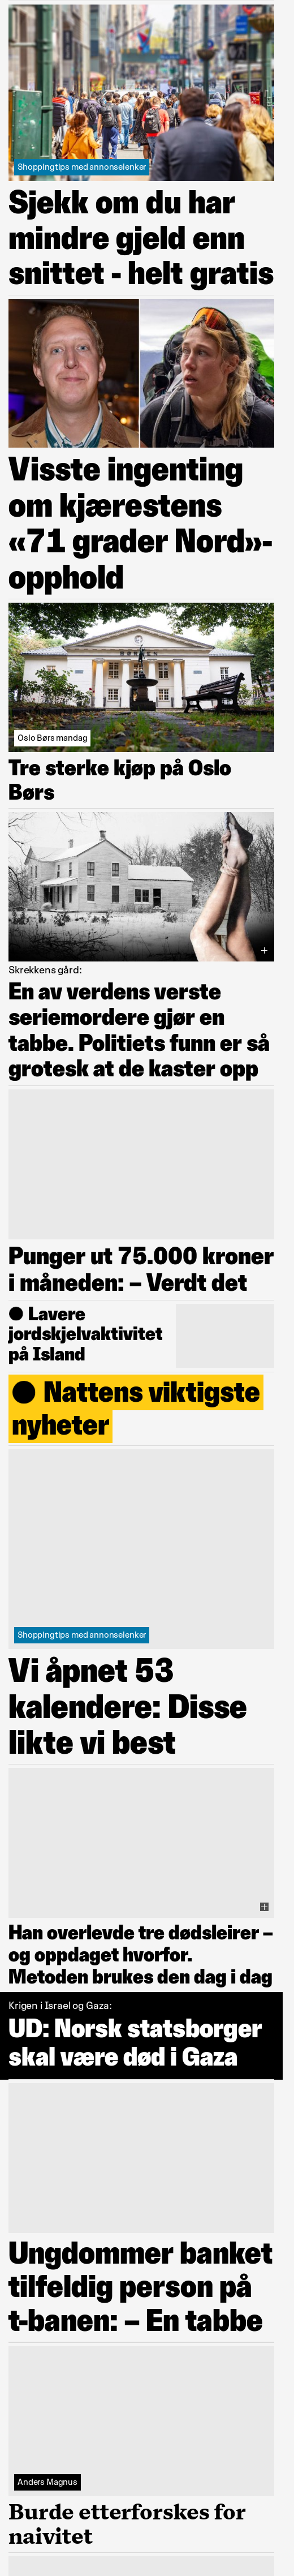 Shoppingtips med annonselenker
Sjekk om du har
mindre gjeld enn
snittet - helt gratis
Visste ingenting
om kjærestens
«71 grader Nord»-
opphold
BØRSEN
Oslo Børs mandag
Tre sterke kjøp på Oslo
Børs
Skrekkens gård:
En av verdens verste
seriemordere gjør en
tabbe. Politiets funn er så
grotesk at de kaster opp
Punger ut 75.000 kroner
i måneden: – Verdt det
● Lavere
jordskjelvaktivitet
på Island
● Nattens viktigste
nyheter
Shoppingtips med annonselenker
Vi åpnet 53
kalendere: Disse
likte vi best
Han overlevde tre dødsleirer –
og oppdaget hvorfor.
Metoden brukes den dag i dag
Krigen i Israel og Gaza:
UD: Norsk statsborger
skal være død i Gaza
Ungdommer banket
tilfeldig person på
t-banen: – En tabbe
Anders Magnus
Burde etterforskes for
naivitet